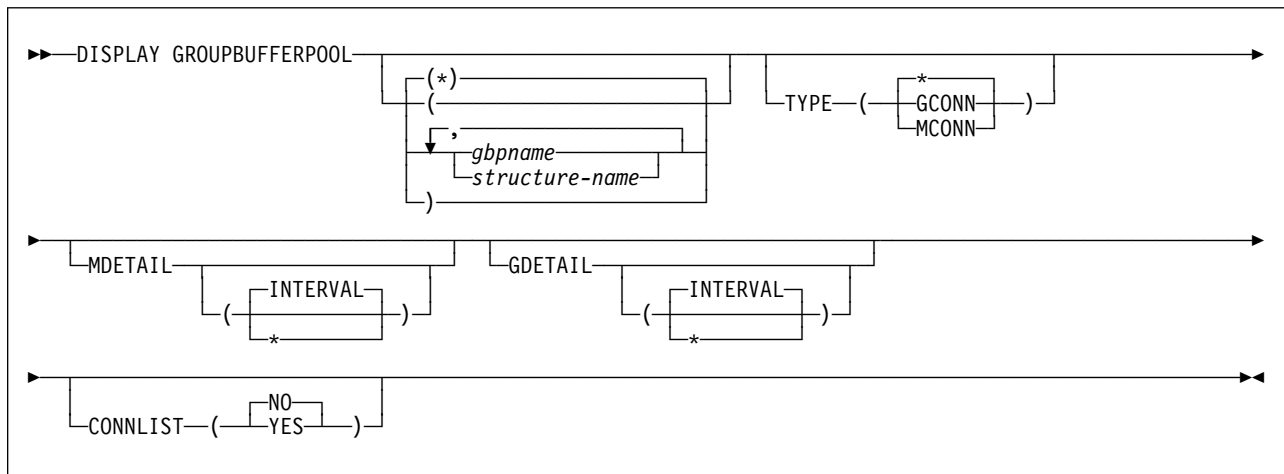 DISPLAY GROUPBUFFERPOOL
(*)
(
,
gbpname
structure-name
)
TYPE ( * )
GCONN
MCONN
MDETAIL
( INTERVAL )
*
GDETAIL
( INTERVAL )
*
CONNLIST ( NO )
YES